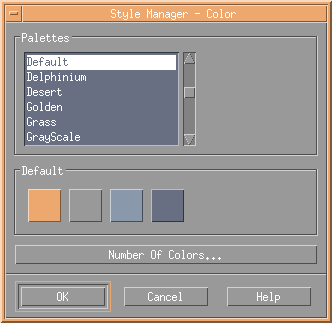 Style Manager - Color
Palettes
Default
Delphinium
Desert
Golden
Grass
GrayScale
Default
Number Of Colors...
OK
Cancel
Help